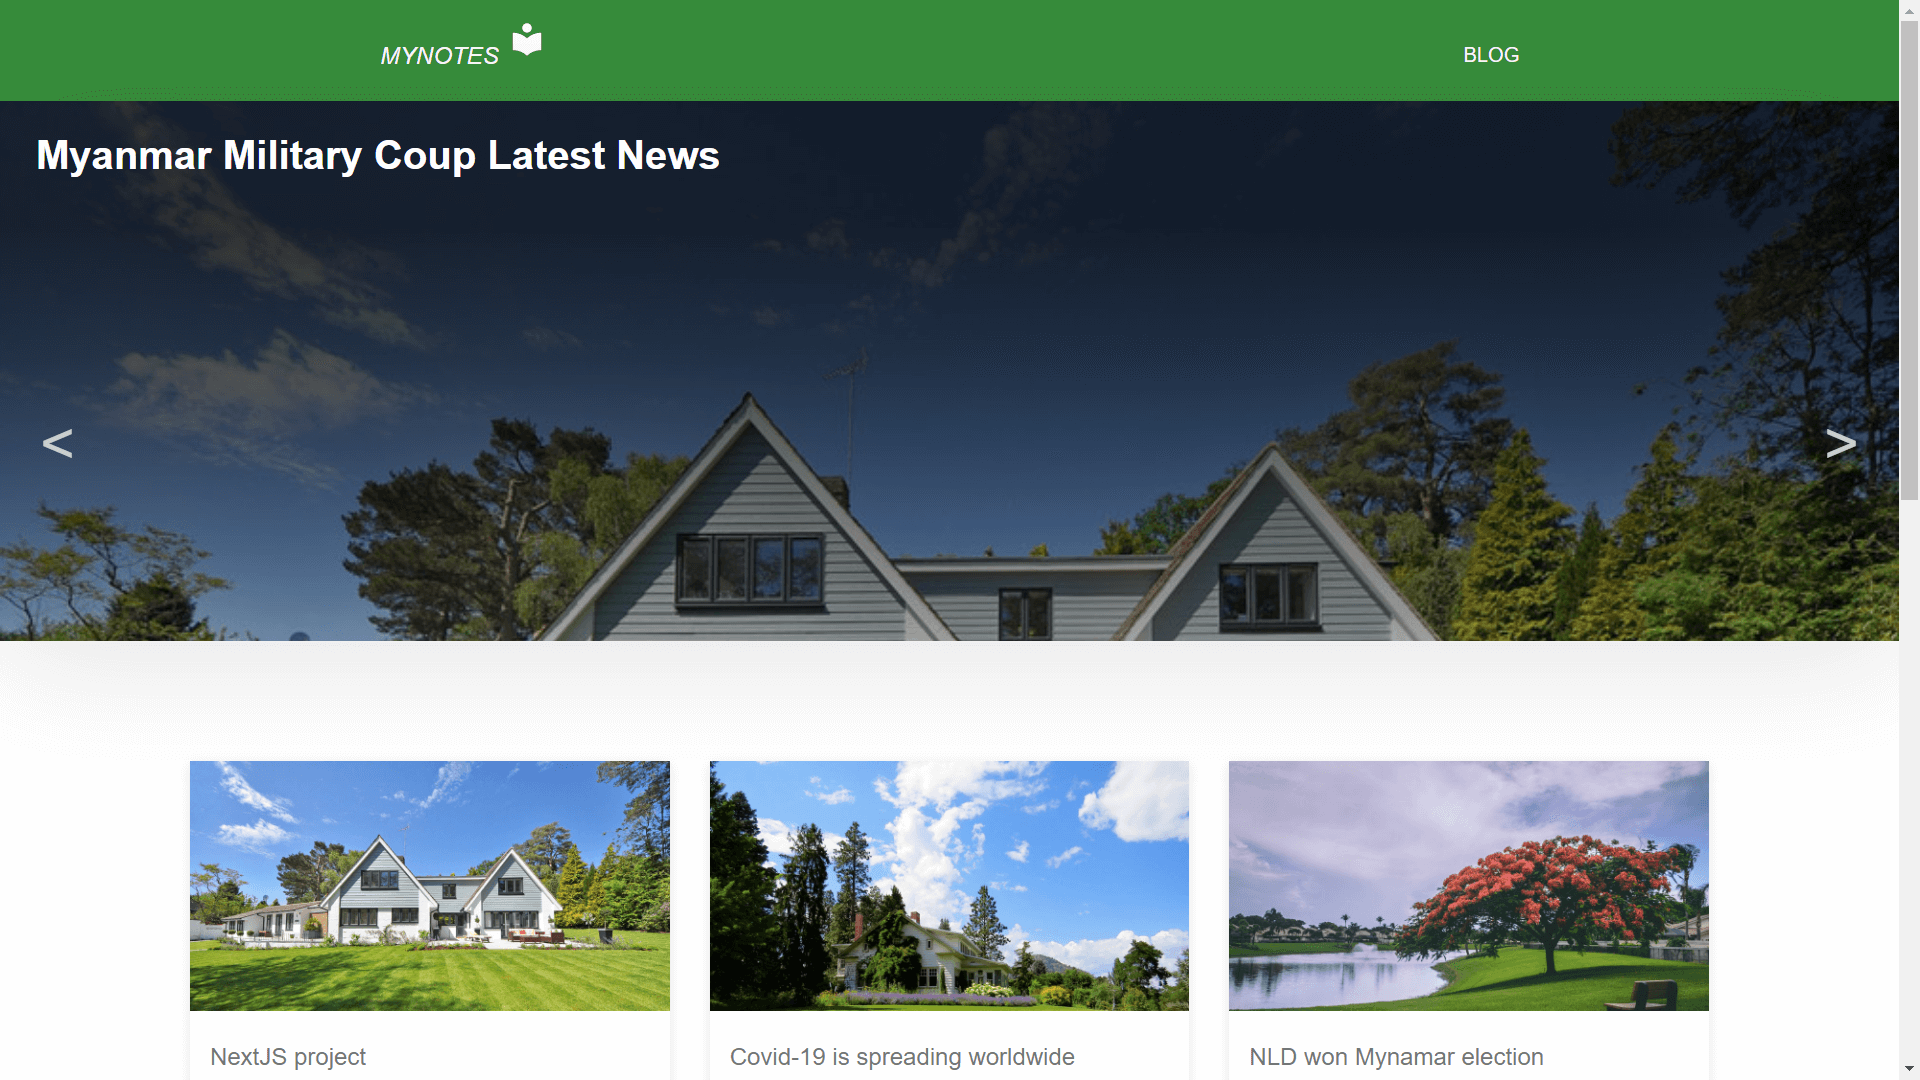 MYNOTES
BLOG
Myanmar Military Coup Latest News
<
>
NextJS project
Covid-19 is spreading worldwide
NLD won Mynamar election